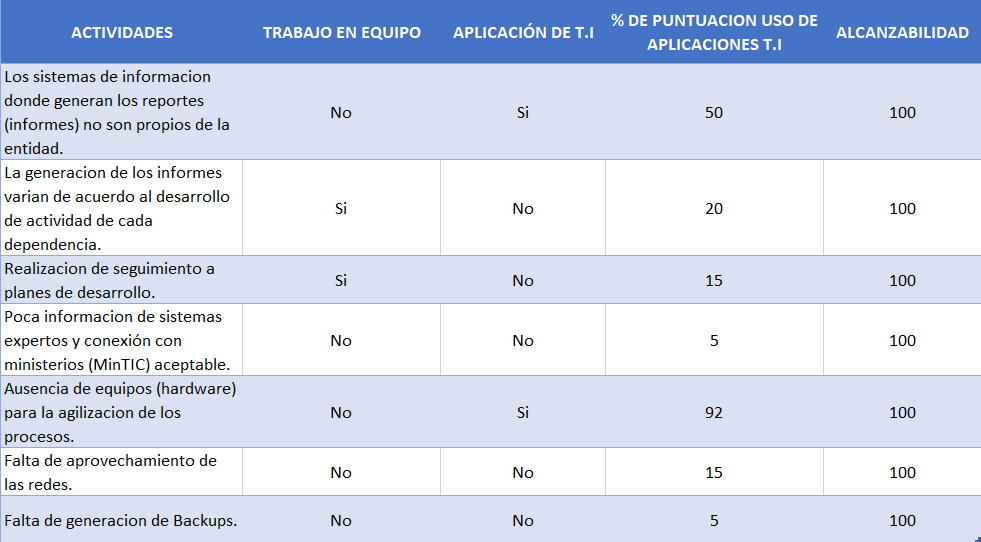 ACTIVIDADES TRABAJO EN EQUIPO APLICACIÓN DE T.I % DE PUNTUACION USO DE APLICACIONES T.I ALCANZABILIDAD
Los sistemas de informacion
donde generan los reportes
(informes) no son propios de la
entidad.
No Si 50 100
La generacion de los informes
varian de acuerdo al desarrollo
de actividad de cada
dependencia.
Si No 20 100
Realizacion de seguimiento a
planes de desarrollo.
Si No 15 100
Poca informacion de sistemas
expertos y conexión con
ministerios (MinTIC) aceptable.
No No 5 100
Ausencia de equipos (hardware)
para la agilizacion de los
procesos.
No Si 92 100
Falta de aprovechamiento de
las redes.
No No 15 100
Falta de generacion de Backups.
No No 5 100